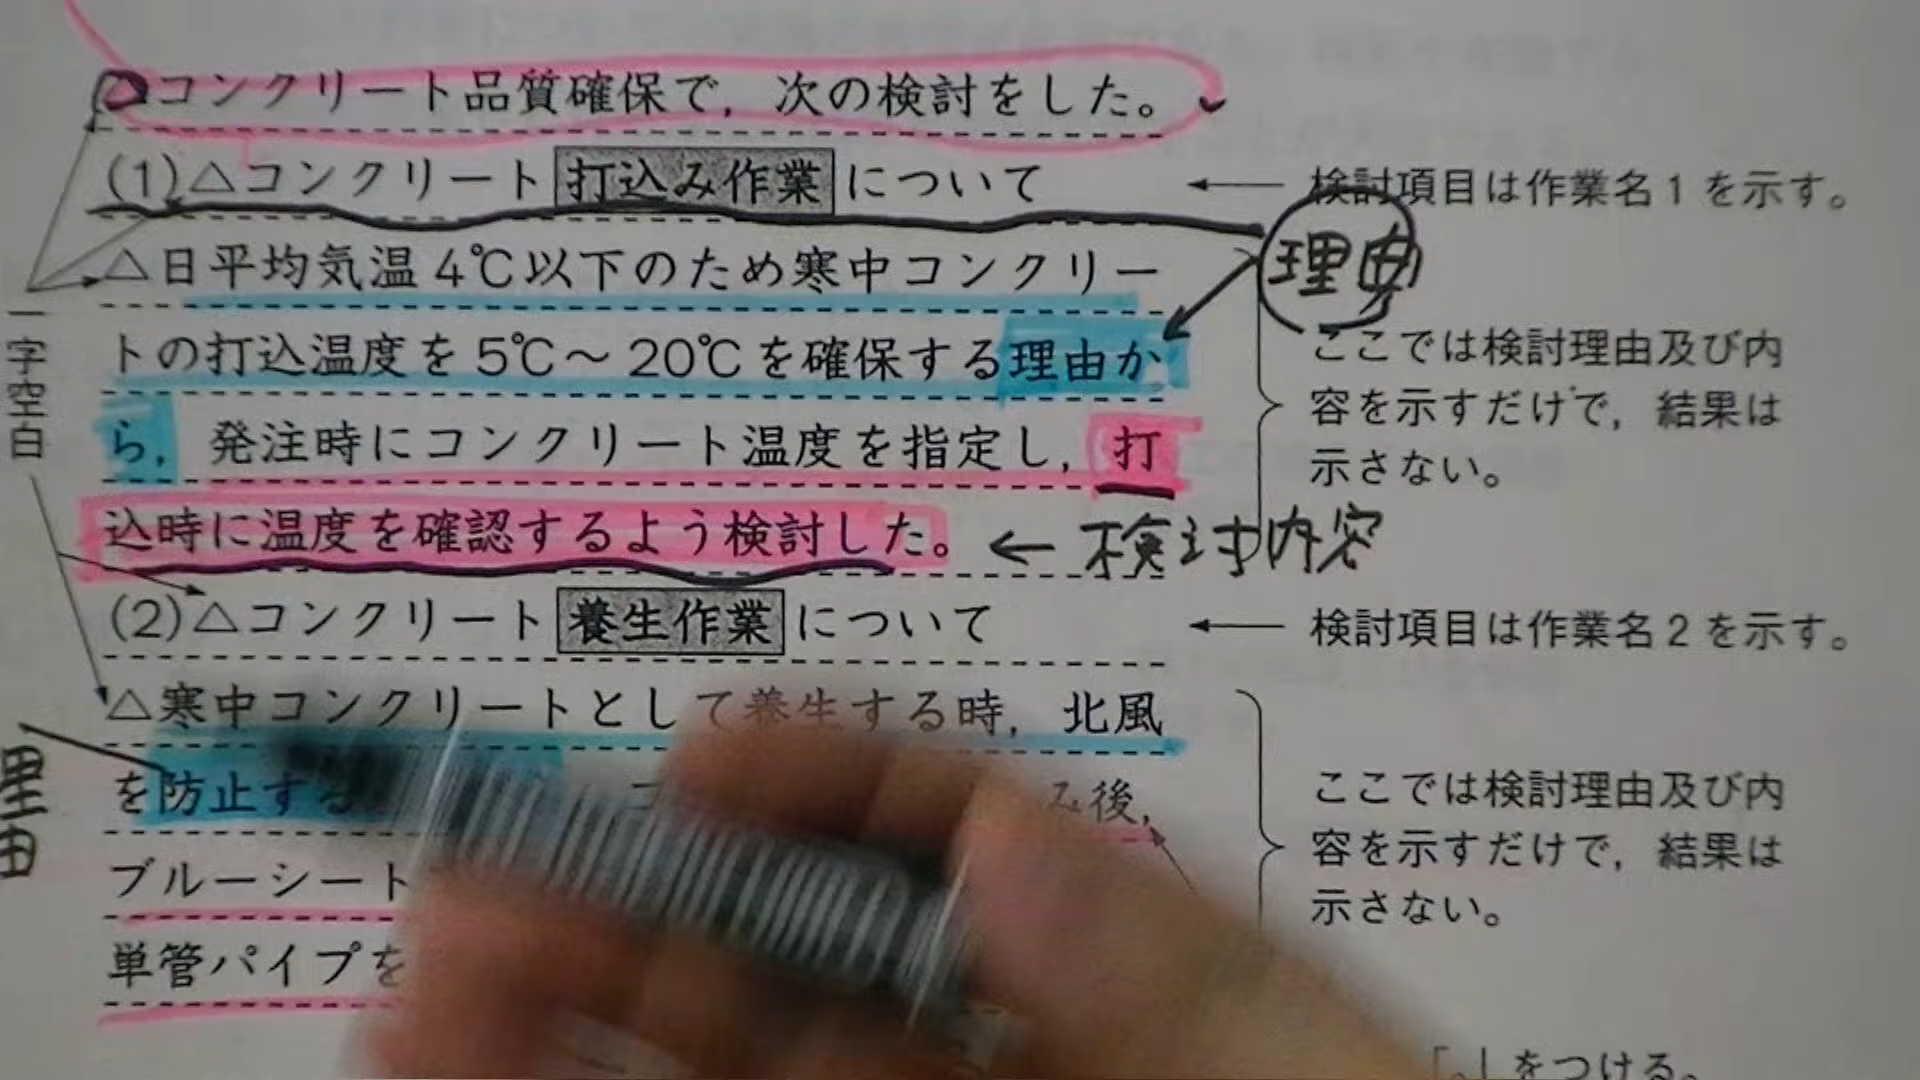 □コンクリート品質確保で，次の検討をした。
(1)△コンクリート打込み作業について
検討項目は作業名1を示す。
理由
△日平均気温4℃以下のため寒中コンクリー
トの打込温度を5℃～20℃を確保する理由か
ら，発注時にコンクリート温度を指定し，打
込時に温度を確認するよう検討した。
ここでは検討理由及び内
容を示すだけで，結果は
示さない。
←検討内容
一字空白
(2)△コンクリート養生作業について
検討項目は作業名2を示す。
△寒中コンクリートとして養生する時，北風
を防止する
み後，
ブルーシート
単管パイプを
理由
ここでは検討理由及び内
容を示すだけで，結果は
示さない。
「。」をつける。